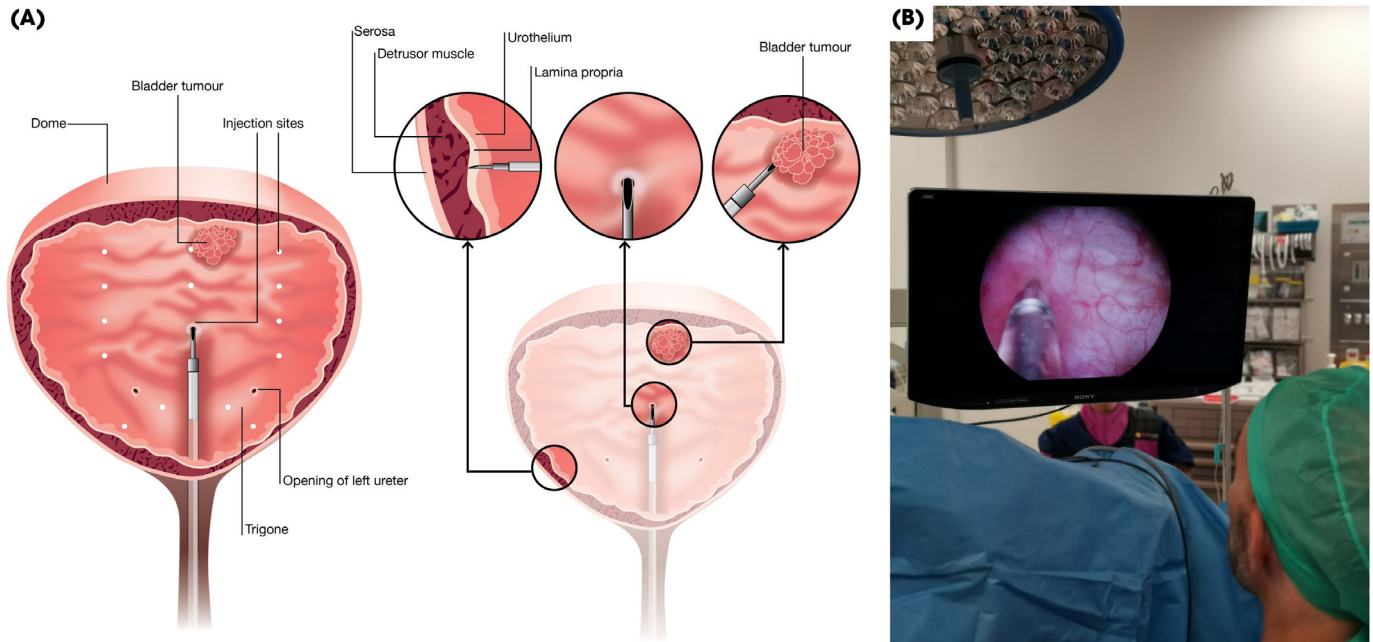 (A)
Serosa
Detrusor muscle
Urothelium
Lamina propria
Bladder tumour
Bladder tumour
Dome
Injection sites
Opening of left ureter
Trigone
(B)
SONY